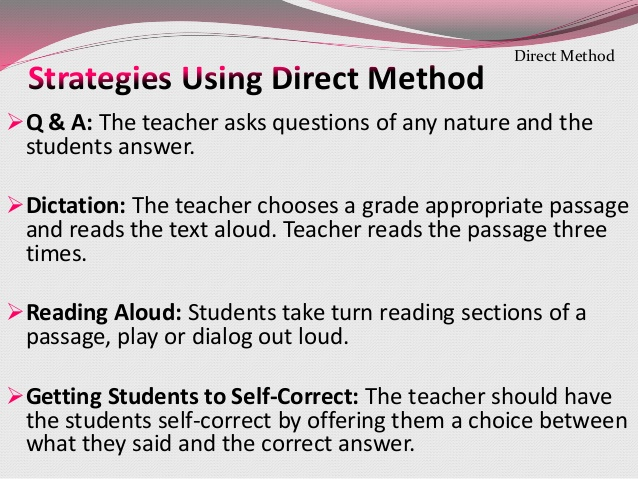 Direct Method
Strategies Using Direct Method
➢Q & A: The teacher asks questions of any nature and the
students answer.
➢Dictation: The teacher chooses a grade appropriate passage
and reads the text aloud. Teacher reads the passage three
times.
➢Reading Aloud: Students take turn reading sections of a
passage, play or dialog out loud.
➢Getting Students to Self-Correct: The teacher should have
the students self-correct by offering them a choice between
what they said and the correct answer.